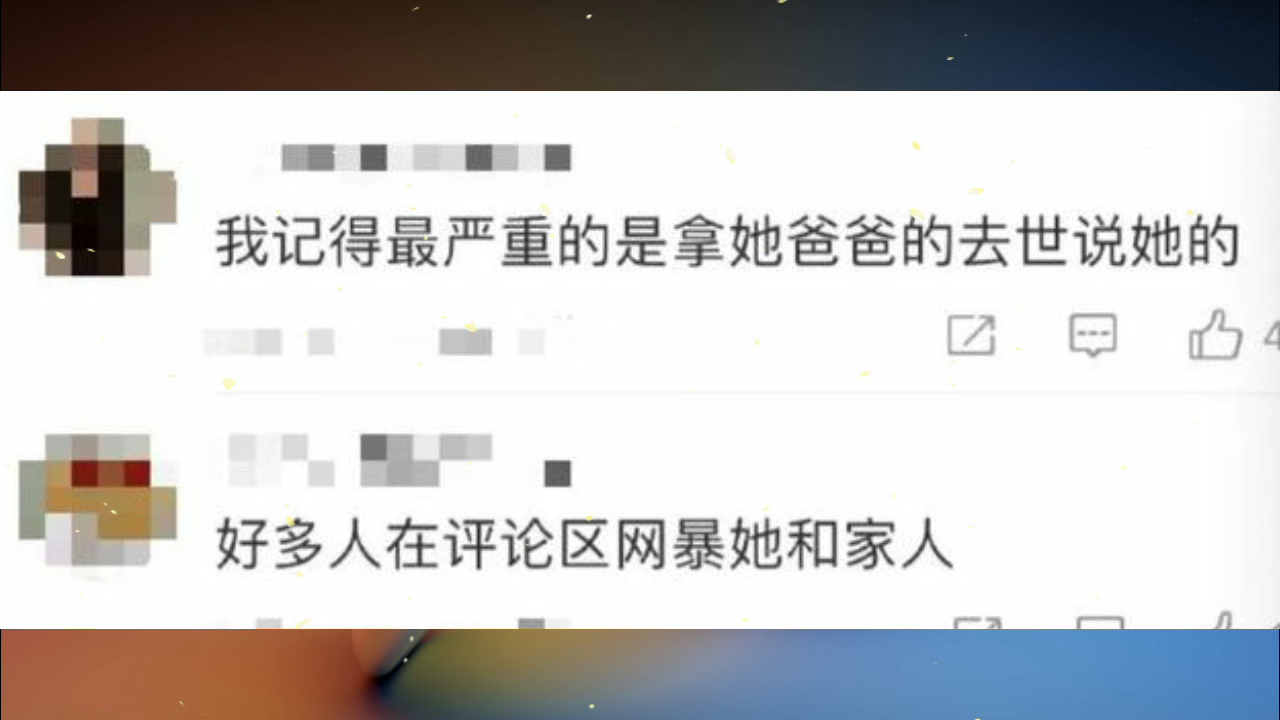 我记得最严重的是拿她爸爸的去世说她的
4
好多人在评论区网暴她和家人